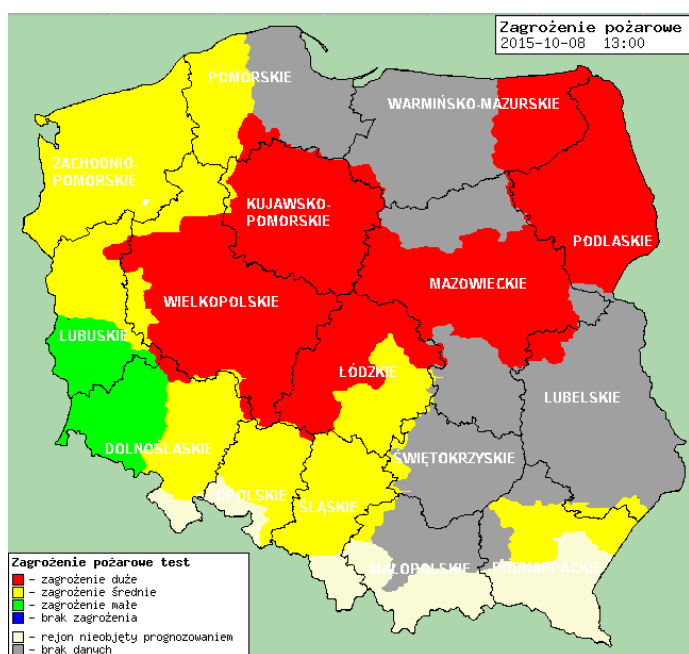 Zagrożenie pożarowe
2015-10-08 13:00
POMORSKIE
WARMIŃSKO-MAZURSKIE
ZACHODNIO-
POMORSKIE
KUJAWSKO-
POMORSKIE
PODLASKIE
MAZOWIECKIE
WIELKOPOLSKIE
LUBUSKIE
ŁÓDZKIE
LUBELSKIE
DOLNOŚLĄSKIE
ŚWIĘTOKRZYSKIE
OPOLSKIE
ŚLĄSKIE
MAŁOPOLSKIE
PODKARPACKIE
Zagrożenie pożarowe test
- zagrożenie duże
- zagrożenie średnie
- zagrożenie małe
- brak zagrożenia
- rejon nieobjęty prognozowaniem
- brak danych